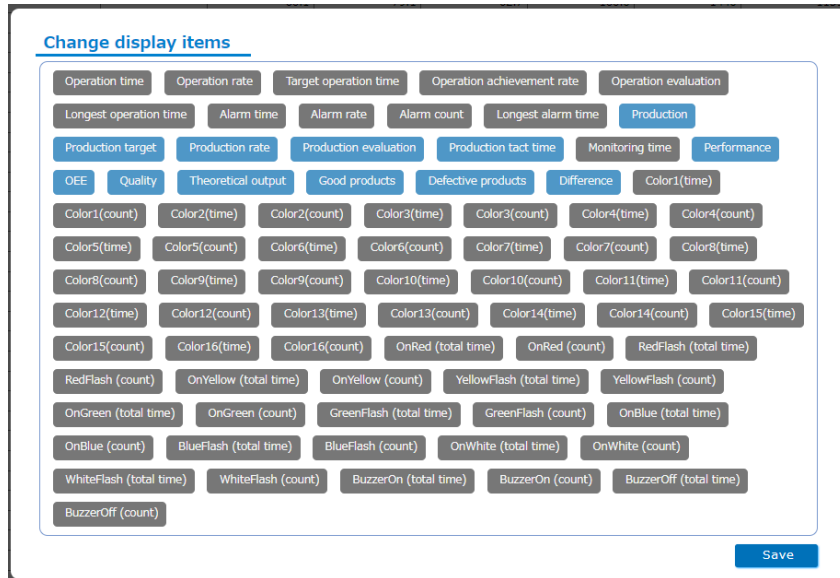 Change display items
Operation time Operation rate Target operation time Operation achievement rate Operation evaluation
Longest operation time Alarm time Alarm rate Alarm count Longest alarm time Production
Production target Production rate Production evaluation Production tact time Monitoring time Performance
OEE Quality Theoretical output Good products Defective products Difference Color1(time)
Color1(count) Color2(time) Color2(count) Color3(time) Color3(count) Color4(time) Color4(count)
Color5(time) Color5(count) Color6(time) Color6(count) Color7(time) Color7(count) Color8(time)
Color8(count) Color9(time) Color9(count) Color10(time) Color10(count) Color11(time) Color11(count)
Color12(time) Color12(count) Color13(time) Color13(count) Color14(time) Color14(count) Color15(time)
Color15(count) Color16(time) Color16(count) OnRed (total time) OnRed (count) RedFlash (total time)
RedFlash (count) OnYellow (total time) OnYellow (count) YellowFlash (total time) YellowFlash (count)
OnGreen (total time) OnGreen (count) GreenFlash (total time) GreenFlash (count) OnBlue (total time)
OnBlue (count) BlueFlash (total time) BlueFlash (count) OnWhite (total time) OnWhite (count)
WhiteFlash (total time) WhiteFlash (count) BuzzerOn (total time) BuzzerOn (count) BuzzerOff (total time)
BuzzerOff (count)
Save